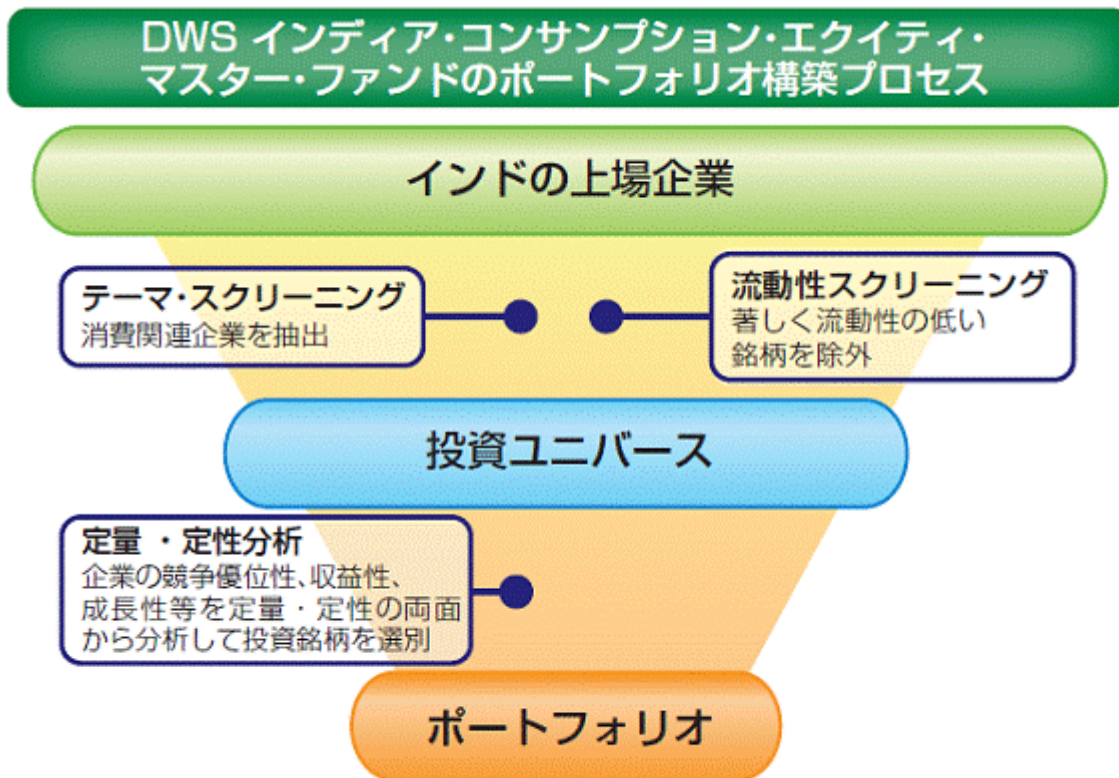 DWS インディア・コンサンプション・エクイティ・
マスター・ファンドのポートフォリオ構築プロセス
インドの上場企業
テーマ・スクリーニング
消費関連企業を抽出
流動性スクリーニング
著しく流動性の低い
銘柄を除外
投資ユニバース
定量 ・定性分析
企業の競争優位性、収益性、
成長性等を定量・定性の両面
から分析して投資銘柄を選別
ポートフォリオ